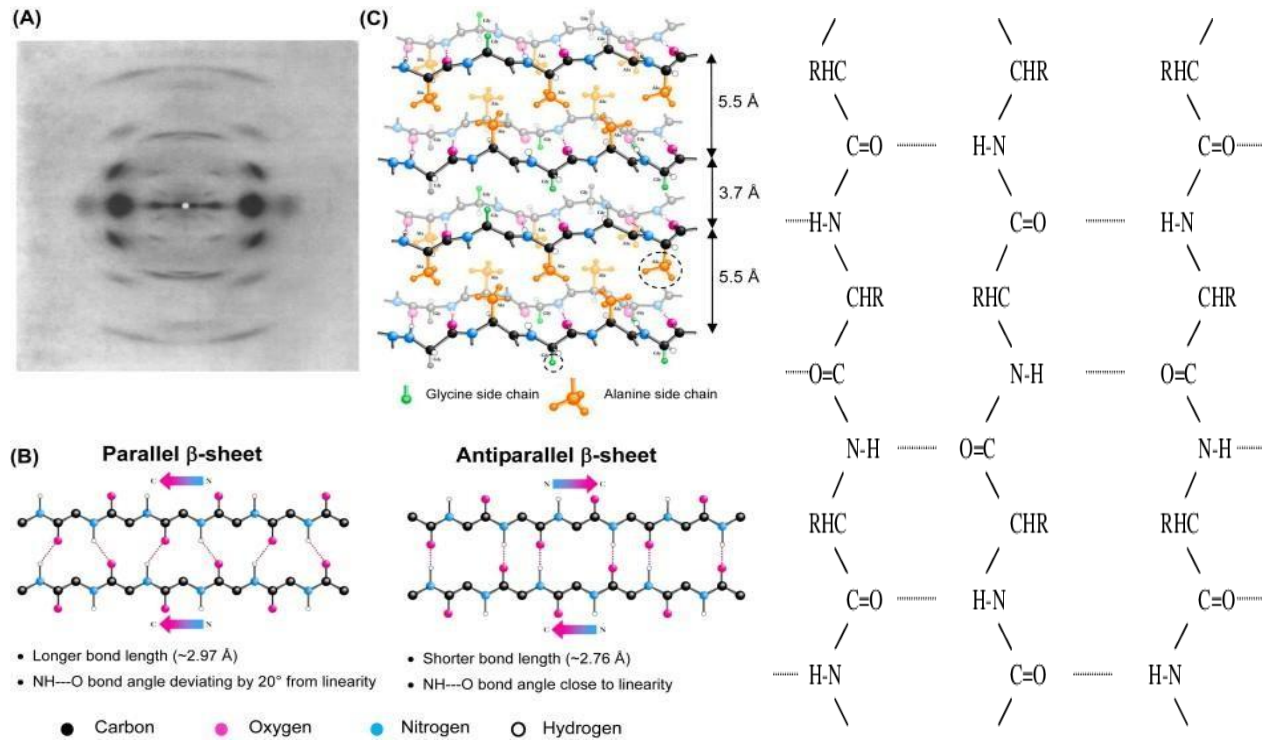 (A)
(C)
5.5 Å
3.7 Å
5.5 Å
Glycine side chain
Alanine side chain
(B)
Parallel β-sheet
C N
C N
• Longer bond length (~2.97 Å)
• NH---O bond angle deviating by 20° from linearity
Antiparallel β-sheet
N C
C N
• Shorter bond length (~2.76 Å)
• NH---O bond angle close to linearity
Carbon
Oxygen
Nitrogen
Hydrogen
RHC CHR RHC
C=O H-N C=O
H-N C=O H-N
CHR RHC CHR
O=C N-H O=C
N-H O=C N-H
RHC CHR RHC
C=O H-N C=O
H-N C=O H-N